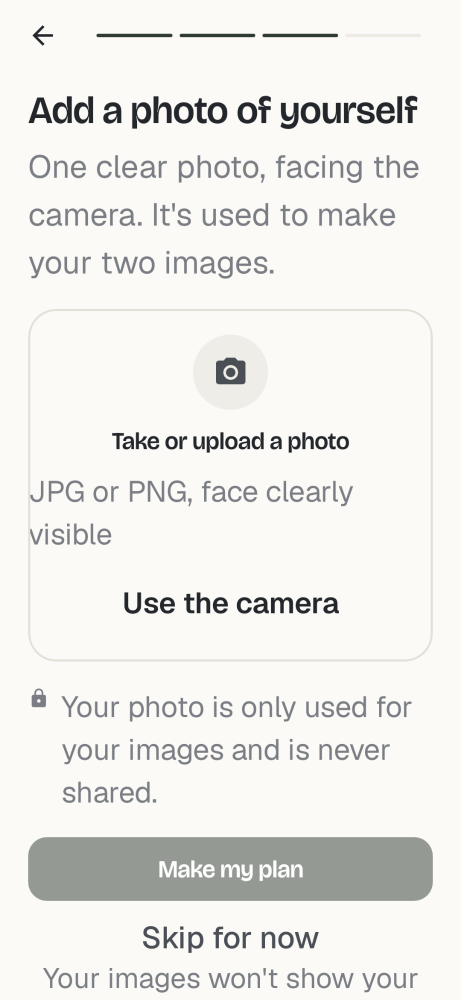 Add a photo of yourself
One clear photo, facing the
camera. It's used to make
your two images.
Take or upload a photo
JPG or PNG, face clearly
visible
Use the camera
Your photo is only used for
your images and is never
shared.
Make my plan
Skip for now
Your images won't show your